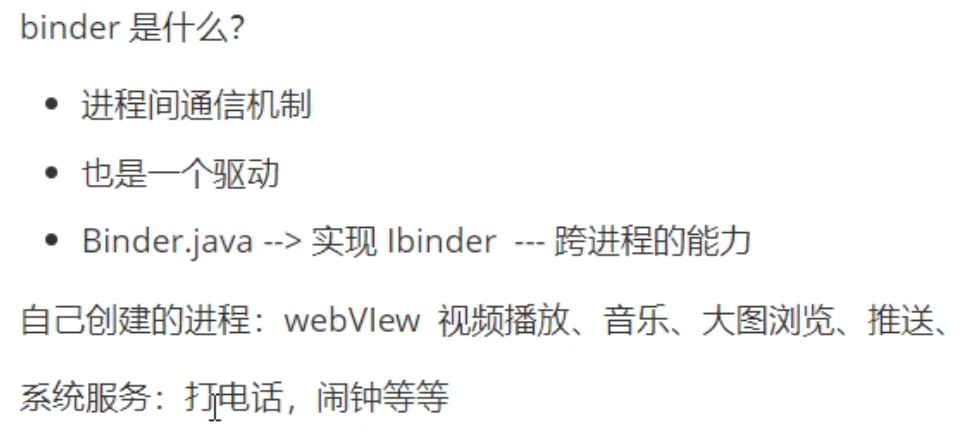 binder 是什么？
• 进程间通信机制
• 也是一个驱动
• Binder.java --> 实现 Ibinder --- 跨进程的能力
自己创建的进程：webVIew 视频播放、音乐、大图浏览、推送、
系统服务：打电话，闹钟等等